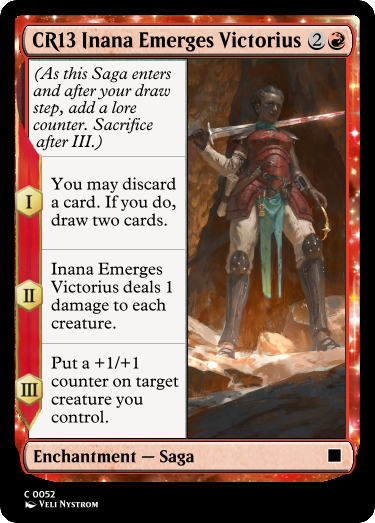 CR13 Inana Emerges Victorius 2
(As this Saga enters
and after your draw
step, add a lore
counter. Sacrifice
after III.)
I
You may discard
a card. If you do,
draw two cards.
II
Inana Emerges
Victorius deals 1
damage to each
creature.
III
Put a +1/+1
counter on target
creature you
control.
Enchantment — Saga
C 0052
Veli Nystrom